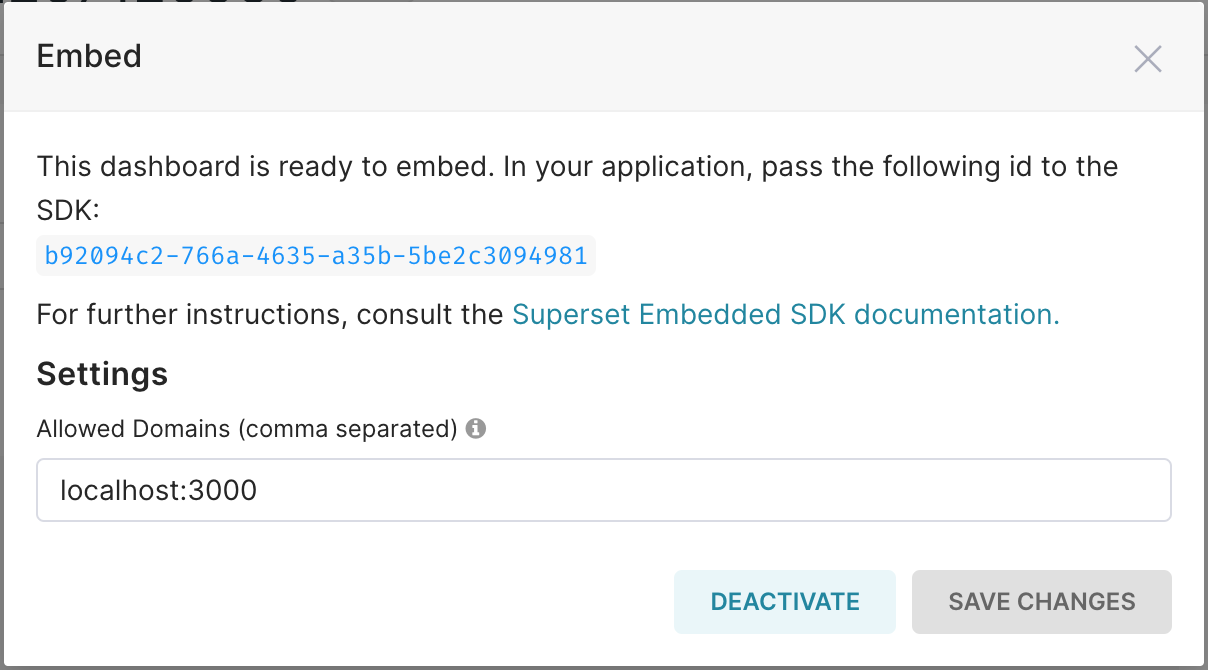 Embed
This dashboard is ready to embed. In your application, pass the following id to the
SDK:
b92094c2-766a-4635-a35b-5be2c3094981
For further instructions, consult the Superset Embedded SDK documentation.
Settings
Allowed Domains (comma separated)
localhost:3000
DEACTIVATE
SAVE CHANGES